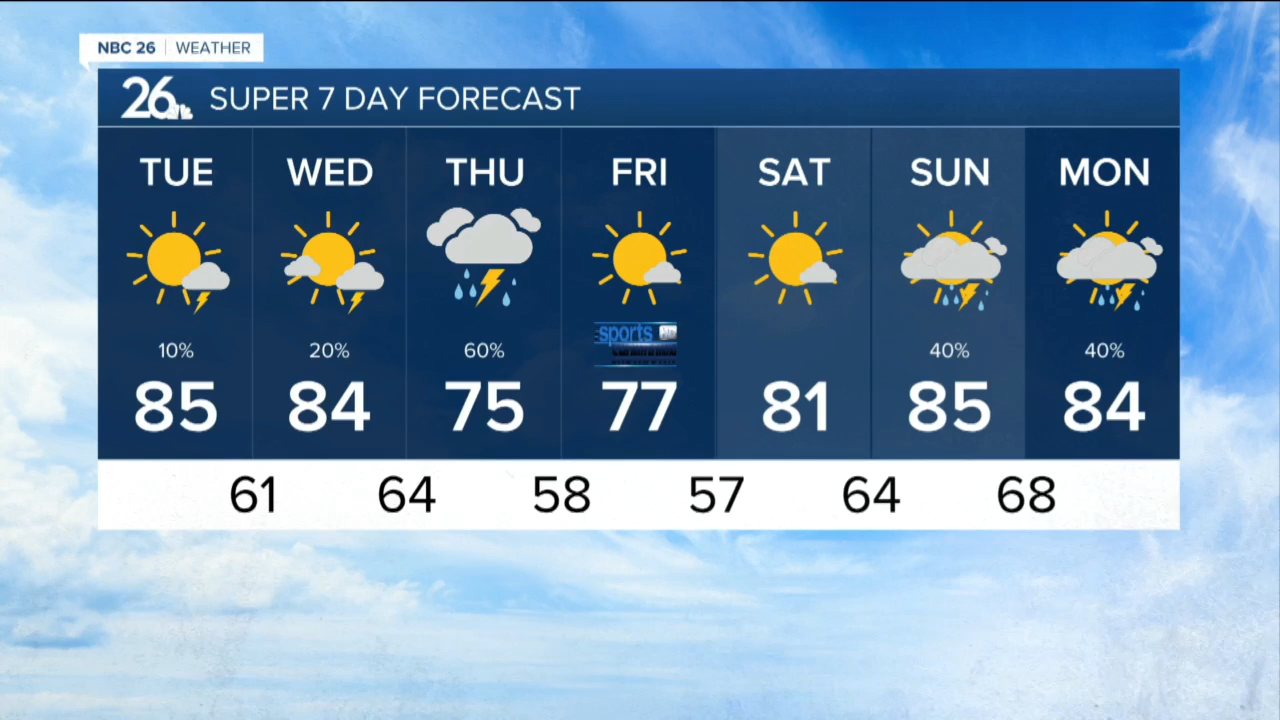 NBC 26 | WEATHER
26 SUPER 7 DAY FORECAST
TUE WED THU FRI SAT SUN MON
sports
10% 20% 60% 40% 40%
85 84 75 77 81 85 84
61 64 58 57 64 68